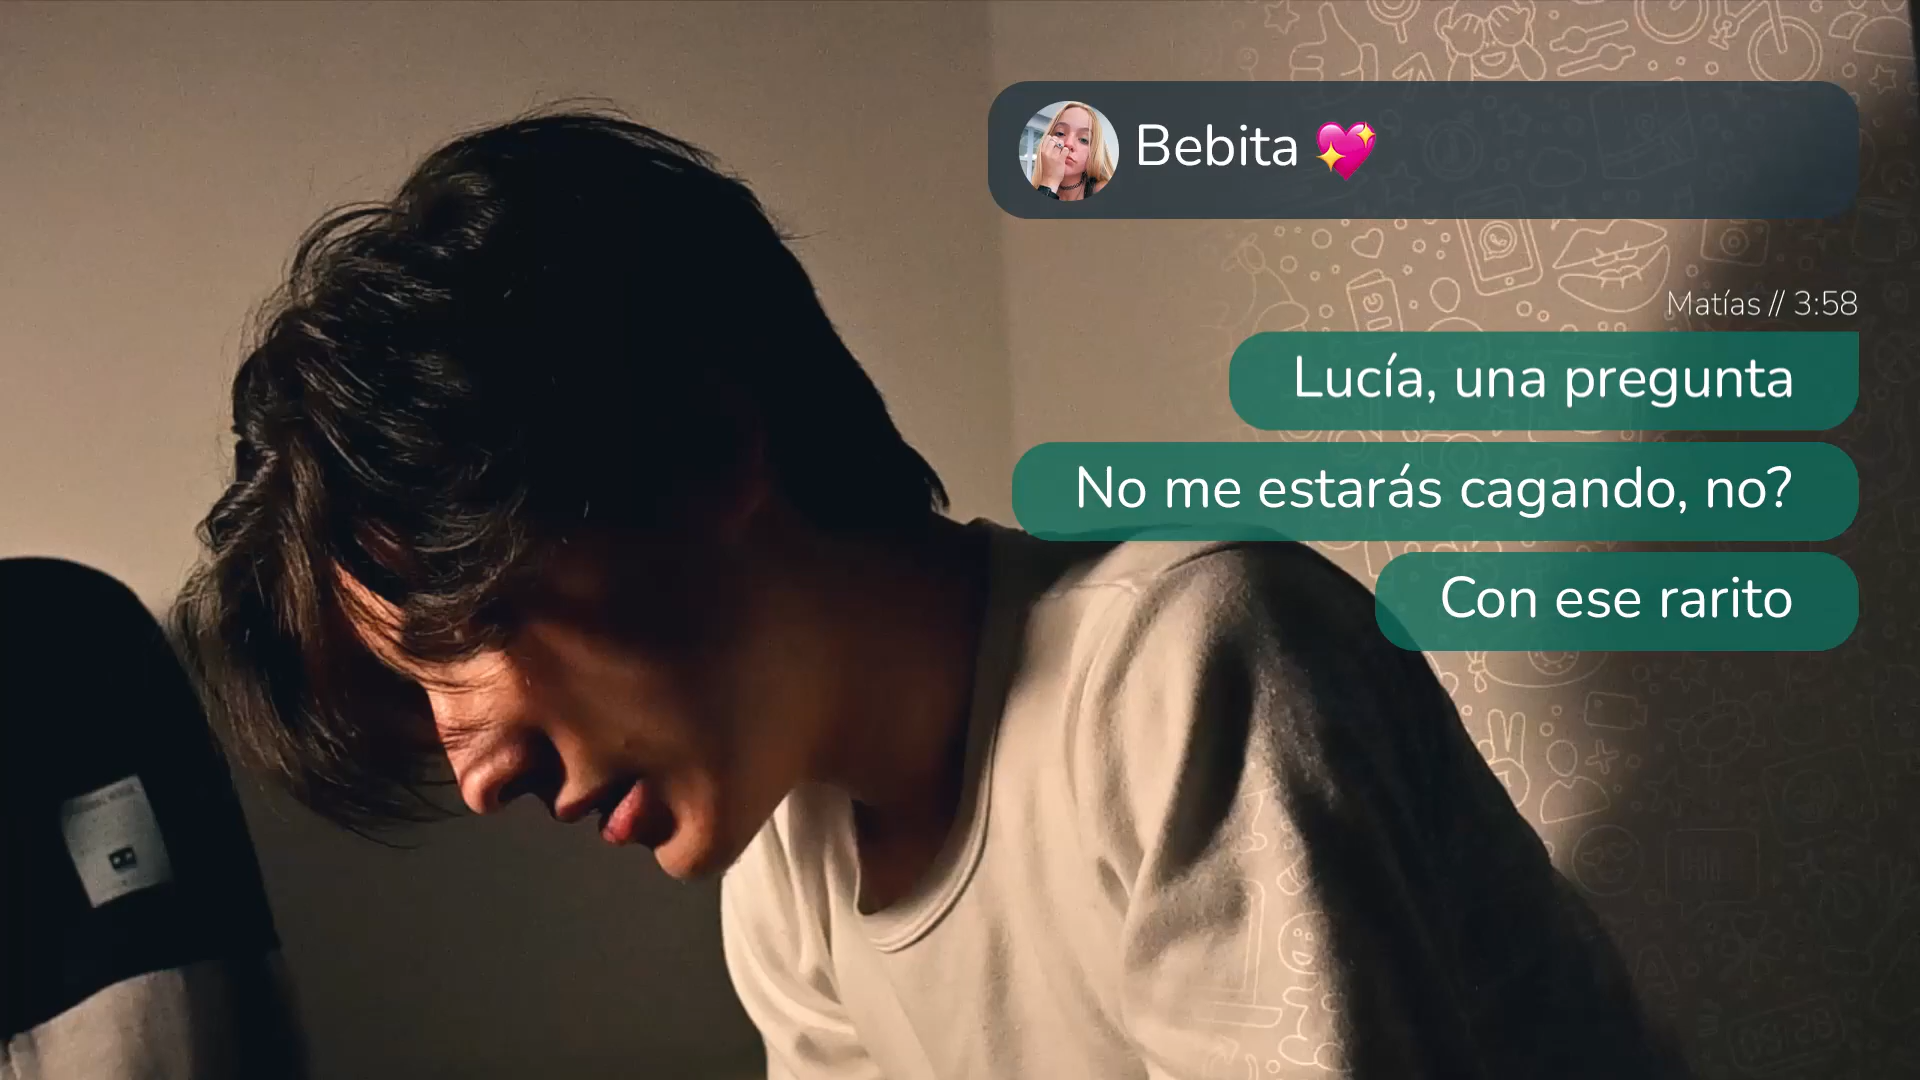 Bebita 💖
Matías // 3:58
Lucía, una pregunta
No me estarás cagando, no?
Con ese rarito